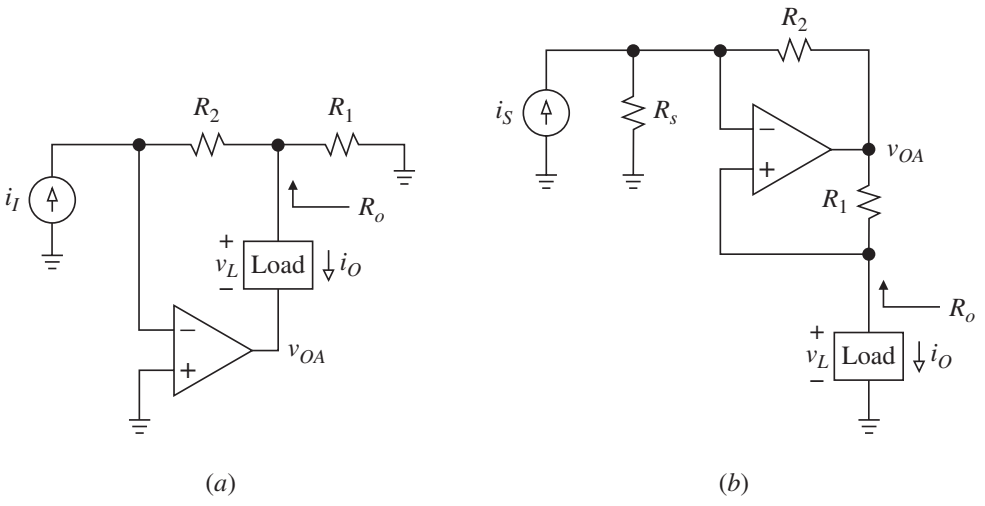 R2 R1
iI
Ro
+
vL Load iO
−
−
vOA
+
(a)
R2
iS Rs
−
vOA
+
R1
Ro
+
vL Load iO
−
(b)